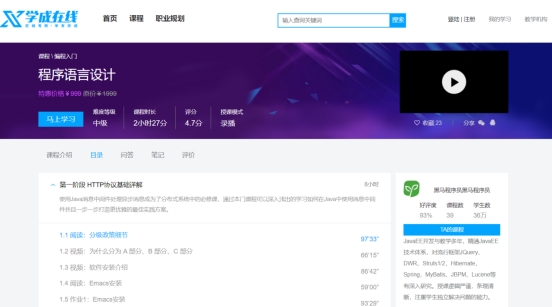 学成在线
首页 课程 职业规划
输入查询关键词 搜索
登陆 | 注册 我的学习 教学机构
课程 \ 编程入门
程序语言设计
特惠价格￥999 原价￥1999
马上学习
难度等级 课程时长 评分 授课模式
中级 2小时27分 4.7分 录播
收藏 23 分享
课程介绍 目录 问答 笔记 评价
第一阶段 HTTP协议基础详解
使用Java消息中间件处理异步消息成为了分布式系统中的必修课，通过本门课程可以深入浅出的学习如何在Java中使用消息中
间件并且一步一步打造更优雅的最佳实践方案。
1.1 阅读：分级政策细节 97'33"
1.2 视频：为什么分为 A 部分、B 部分、C 部分 66'15"
1.3 视频：软件安装介绍 86'42"
1.4 阅读：Emacs安装 59'00"
1.5 作业1：Emace安装 93'29"
黑马程序员黑马程序员
好评度 课程数 学生数
39
TA的课程
JavaEE开发与教学多年，精通JavaEE
技术体系，对流行框架JQuery、
DWR、Struts1/2、Hibernate、
Spring、MyBatis、JBPM、Lucene等
有深入研究。授课逻辑严谨、条理清
晰、注重学生独立解决问题的能力。